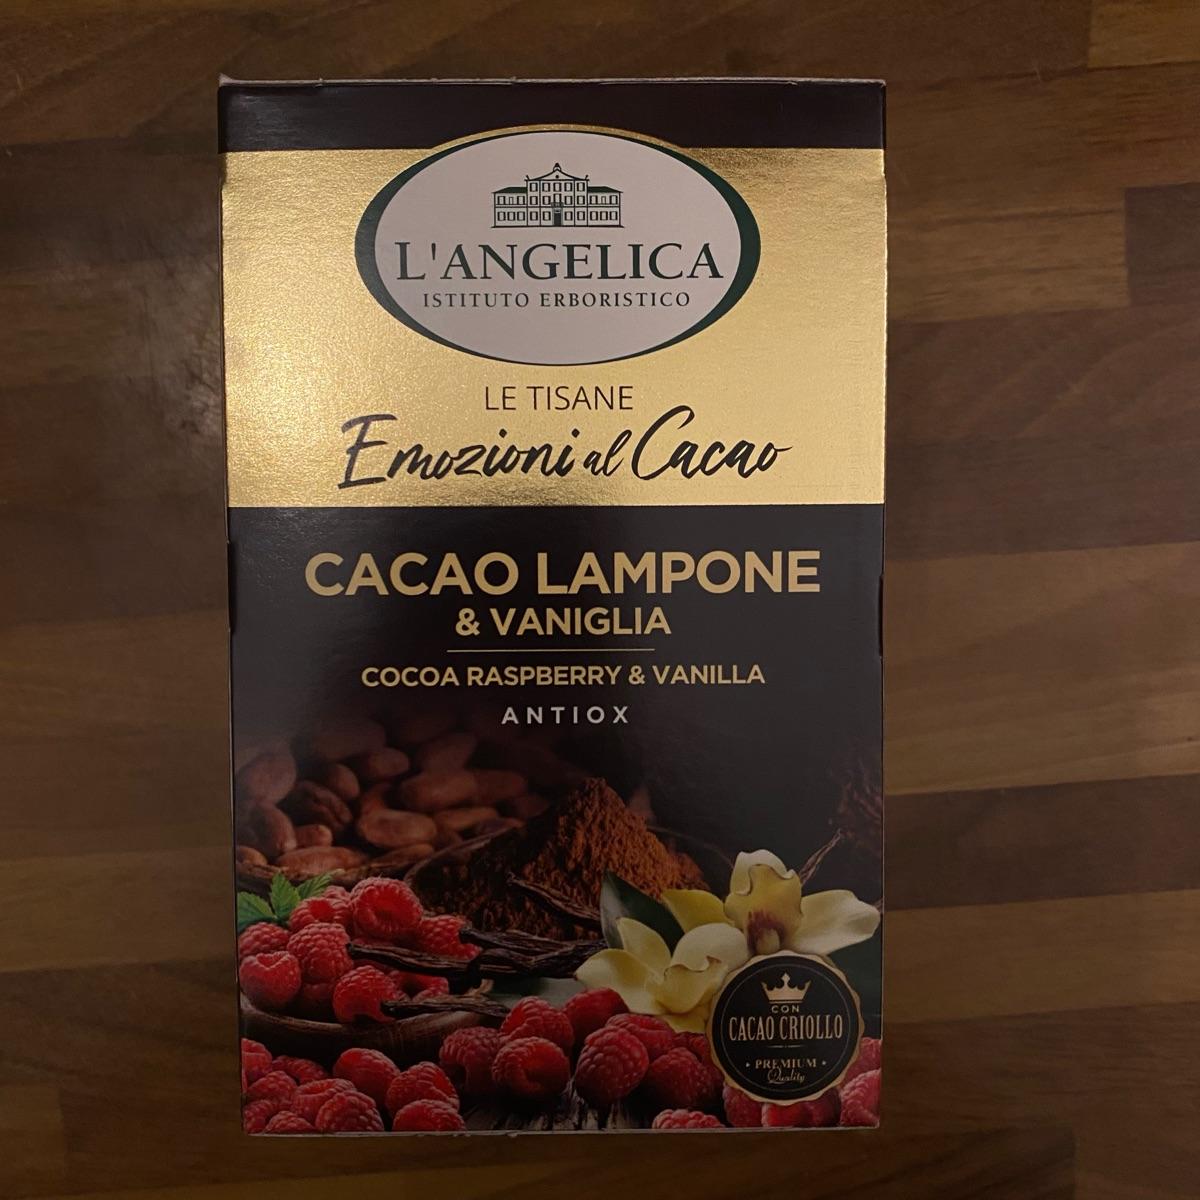 L'ANGELICA
ISTITUTO ERBORISTICO
LE TISANE
Emozioni al Cacao
CACAO LAMPONE
& VANIGLIA
COCOA RASPBERRY & VANILLA
ANTIOX
CON
CACAO CRIOLLO
• PREMIUM •
Quality